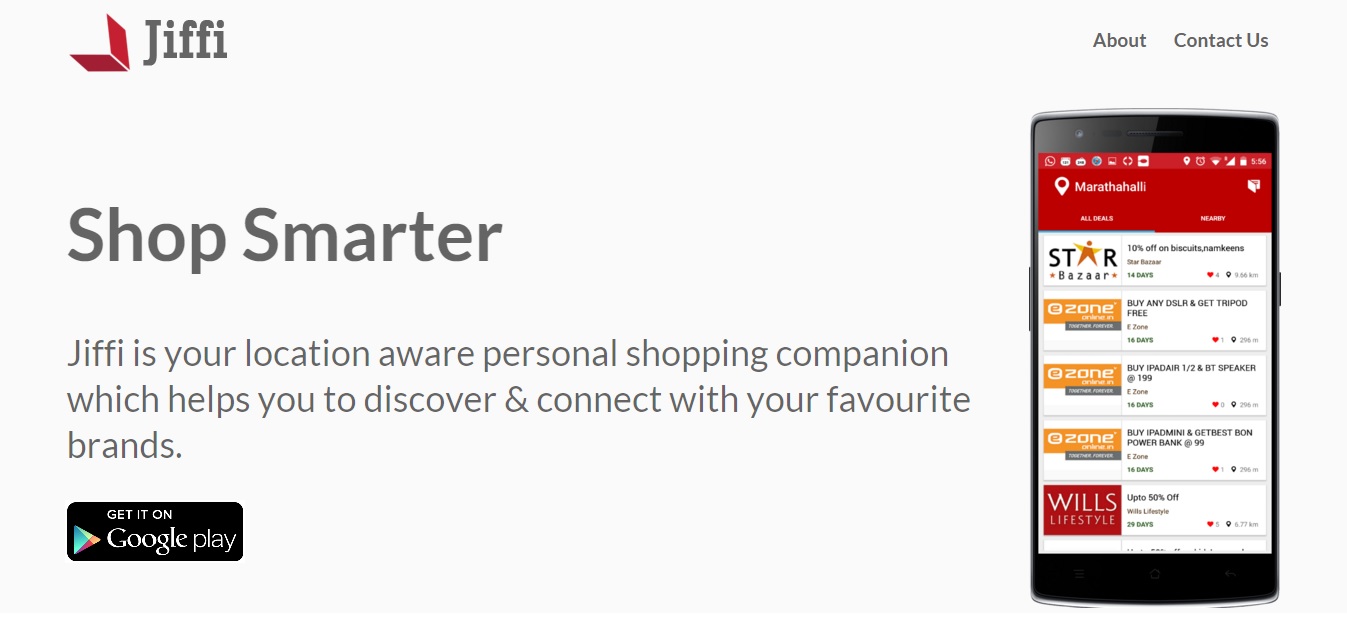 Jiffi
About
Contact Us
Shop Smarter
Jiffi is your location aware personal shopping companion
which helps you to discover & connect with your favourite
brands.
GET IT ON
Google play
5:56
Marathahalli
ALL DEALS
NEARBY
STAR
Bazaar
10% off on biscuits,namkeens
Star Bazaar
14 DAYS
4
9.66 km
ezone
online.in
TOGETHER. FOREVER.
BUY ANY DSLR & GET TRIPOD
FREE
E Zone
16 DAYS
1
296 m
ezone
online.in
TOGETHER. FOREVER.
BUY IPADAIR 1/2 & BT SPEAKER
@ 199
E Zone
16 DAYS
0
296 m
ezone
online.in
TOGETHER. FOREVER.
BUY IPADMINI & GETBEST BON
POWER BANK @ 99
E Zone
16 DAYS
1
296 m
WILLS
LIFESTYLE
Upto 50% Off
Wills Lifestyle
29 DAYS
5
6.77 km